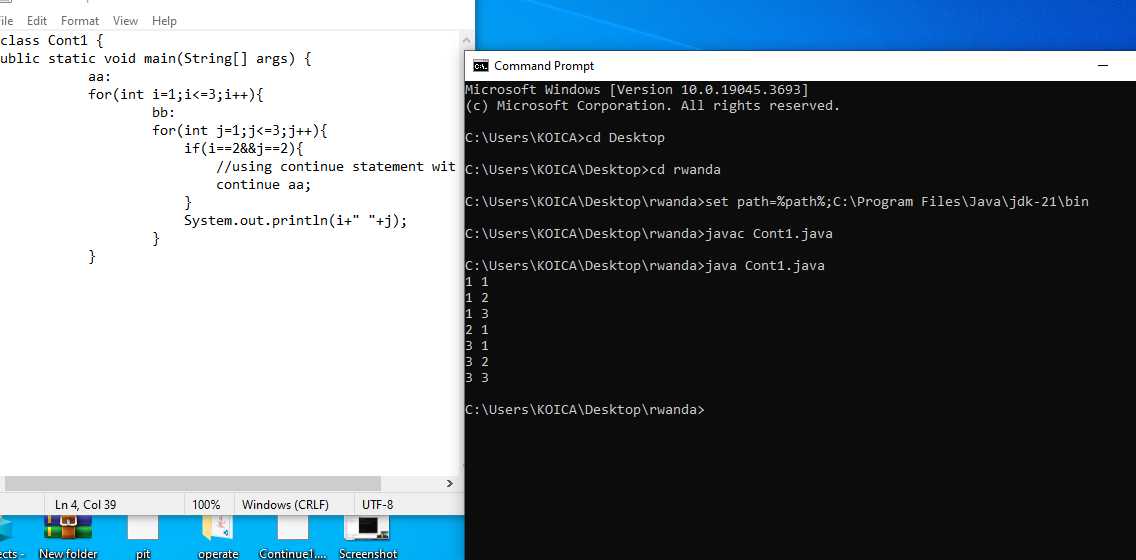 File Edit Format View Help
class Cont1 {
public static void main(String[] args) {
aa:
for(int i=1;i<=3;i++){
bb:
for(int j=1;j<=3;j++){
if(i==2&&j==2){
//using continue statement wit
continue aa;
}
System.out.println(i+" "+j);
}
}
Ln 4, Col 39 100% Windows (CRLF) UTF-8
New folder pit operate Continue1.... Screenshot
Command Prompt
Microsoft Windows [Version 10.0.19045.3693]
(c) Microsoft Corporation. All rights reserved.
C:\Users\KOICA>cd Desktop
C:\Users\KOICA\Desktop>cd rwanda
C:\Users\KOICA\Desktop\rwanda>set path=%path%;C:\Program Files\Java\jdk-21\bin
C:\Users\KOICA\Desktop\rwanda>javac Cont1.java
C:\Users\KOICA\Desktop\rwanda>java Cont1.java
1 1
1 2
1 3
2 1
3 1
3 2
3 3
C:\Users\KOICA\Desktop\rwanda>